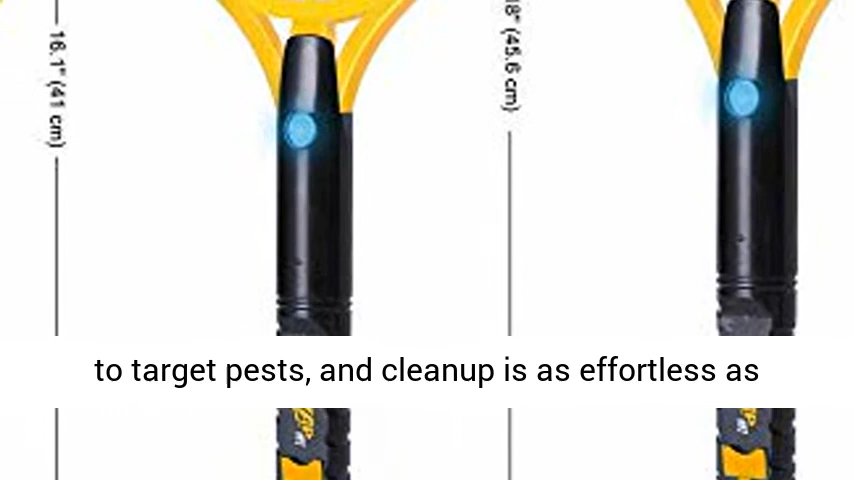 16.1" (41 cm)
18" (45.6 cm)
to target pests, and cleanup is as effortless as